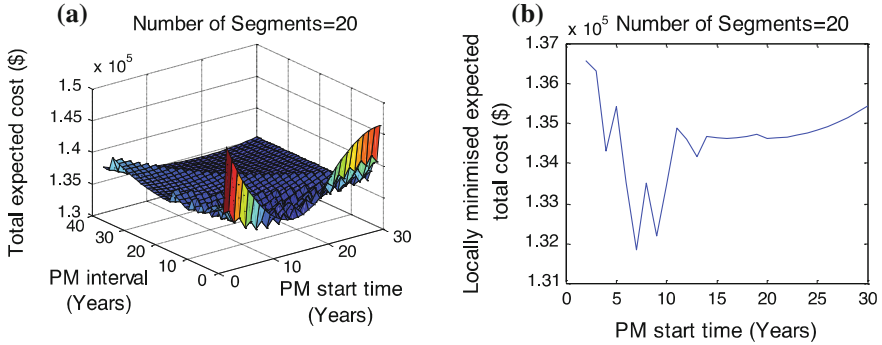 (a)
Number of Segments=20
x 10^5
Total expected cost ($)
1.5
1.45
1.4
1.35
1.3
40
30
20
10
0
PM interval
(Years)
0
10
20
30
PM start time
(Years)
(b)
x 10^5
Number of Segments=20
Locally minimised expected
total cost ($)
1.37
1.36
1.35
1.34
1.33
1.32
1.31
0
5
10
15
20
25
30
PM start time (Years)